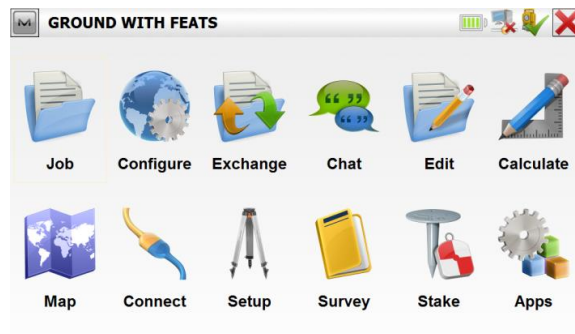 GROUND WITH FEATS
Job
Configure
Exchange
Chat
Edit
Calculate
Map
Connect
Setup
Survey
Stake
Apps